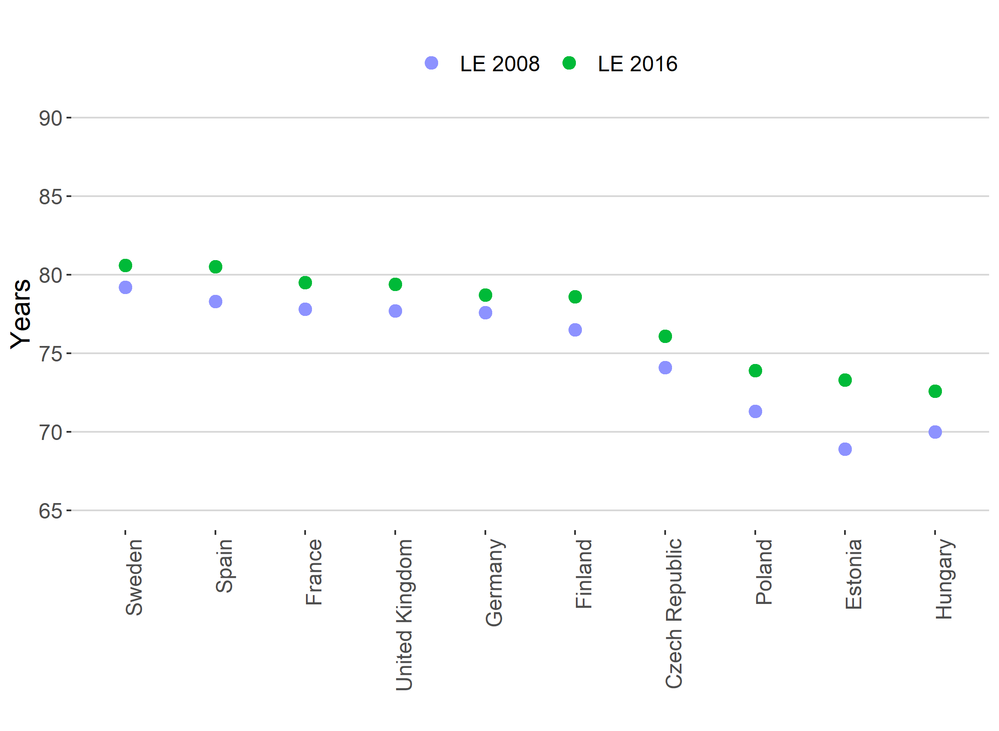 LE 2008 LE 2016
90
85
80
75
70
65
Years
Sweden
Spain
France
United Kingdom
Germany
Finland
Czech Republic
Poland
Estonia
Hungary